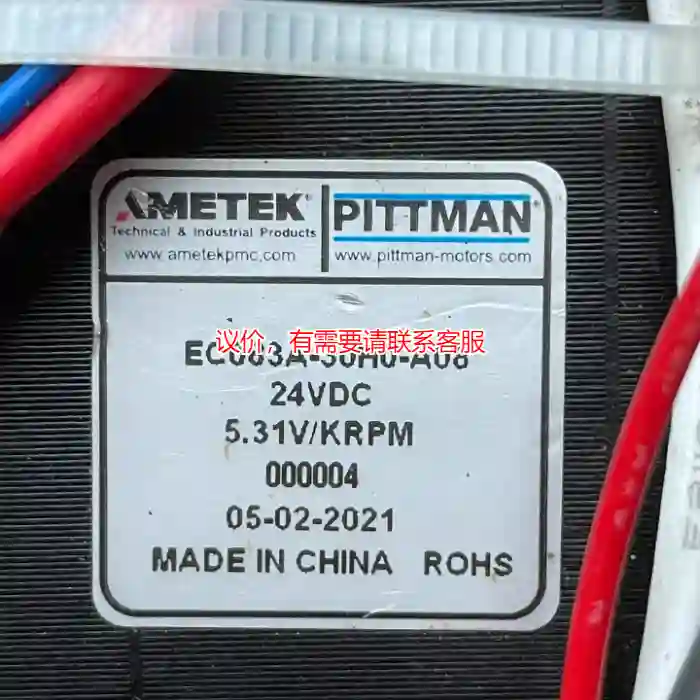 AMETEK®
PITTMAN®
Technical & Industrial Products
www.ametekpmc.com
www.pittman-motors.com
议价，有需要请联系客服
24VDC
5.31V/KRPM
000004
05-02-2021
MADE IN CHINA ROHS